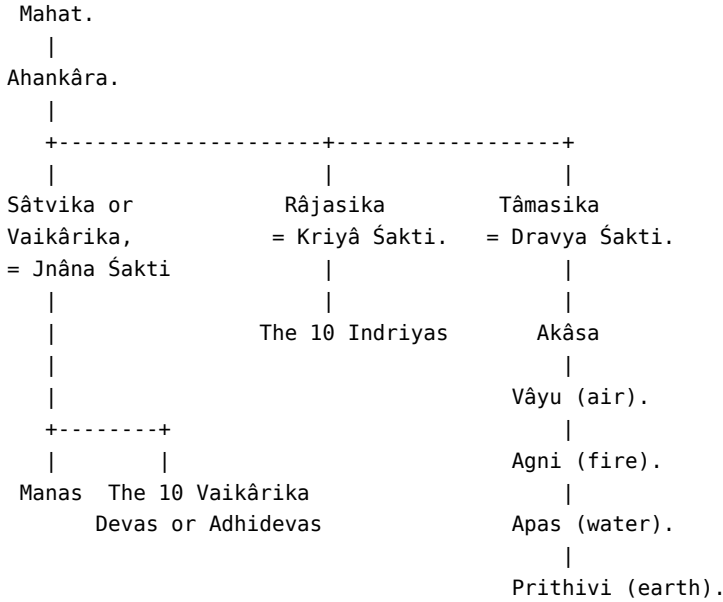 Mahat.
Ahankâra.
Sâtvika or Râjasika Tâmasika
Vaikârika, = Kriyâ Śakti. = Dravya Śakti.
= Jnâna Śakti
The 10 Indriyas Akâsa
Vâyu (air).
Agni (fire).
Manas The 10 Vaikârika
Devas or Adhidevas Apas (water).
Prithivi (earth).